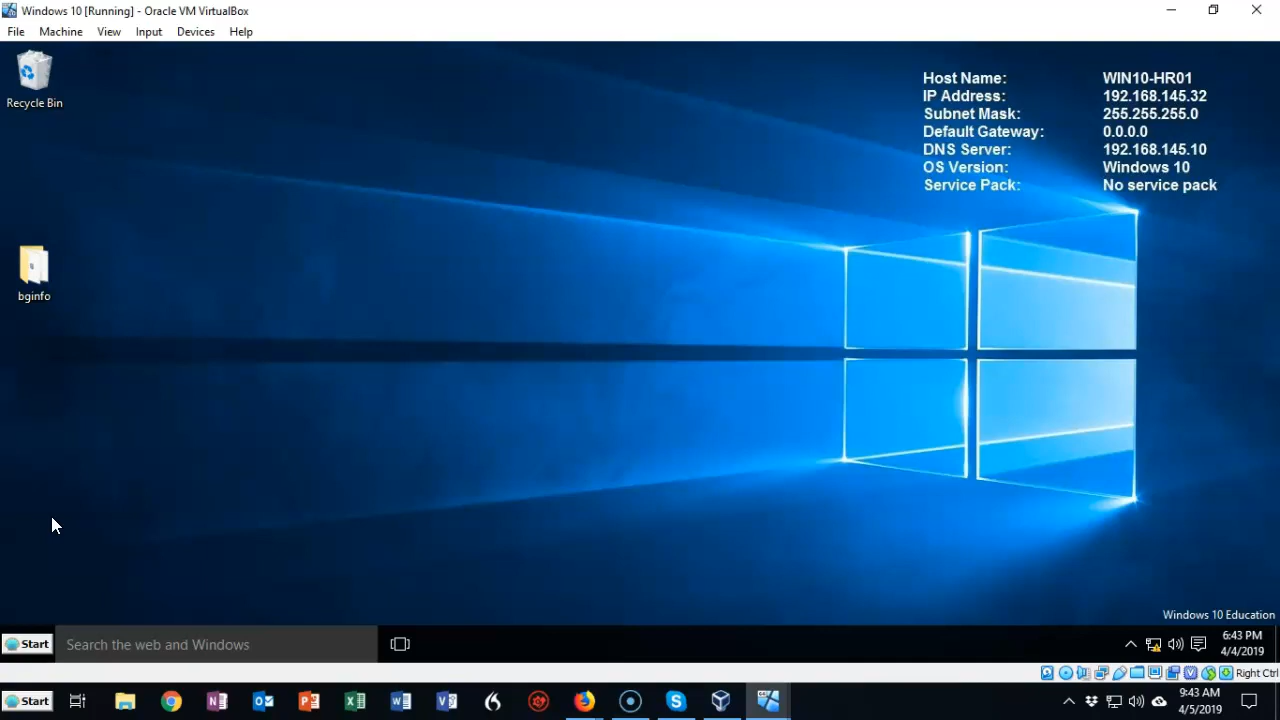 Windows 10 [Running] - Oracle VM VirtualBox
File Machine View Input Devices Help
Recycle Bin
Host Name: WIN10-HR01
IP Address: 192.168.145.32
Subnet Mask: 255.255.255.0
Default Gateway: 0.0.0.0
DNS Server: 192.168.145.10
OS Version: Windows 10
Service Pack: No service pack
bginfo
Windows 10 Education
Start Search the web and Windows
6:43 PM
4/4/2019
Right Ctrl
Start
9:43 AM
4/5/2019